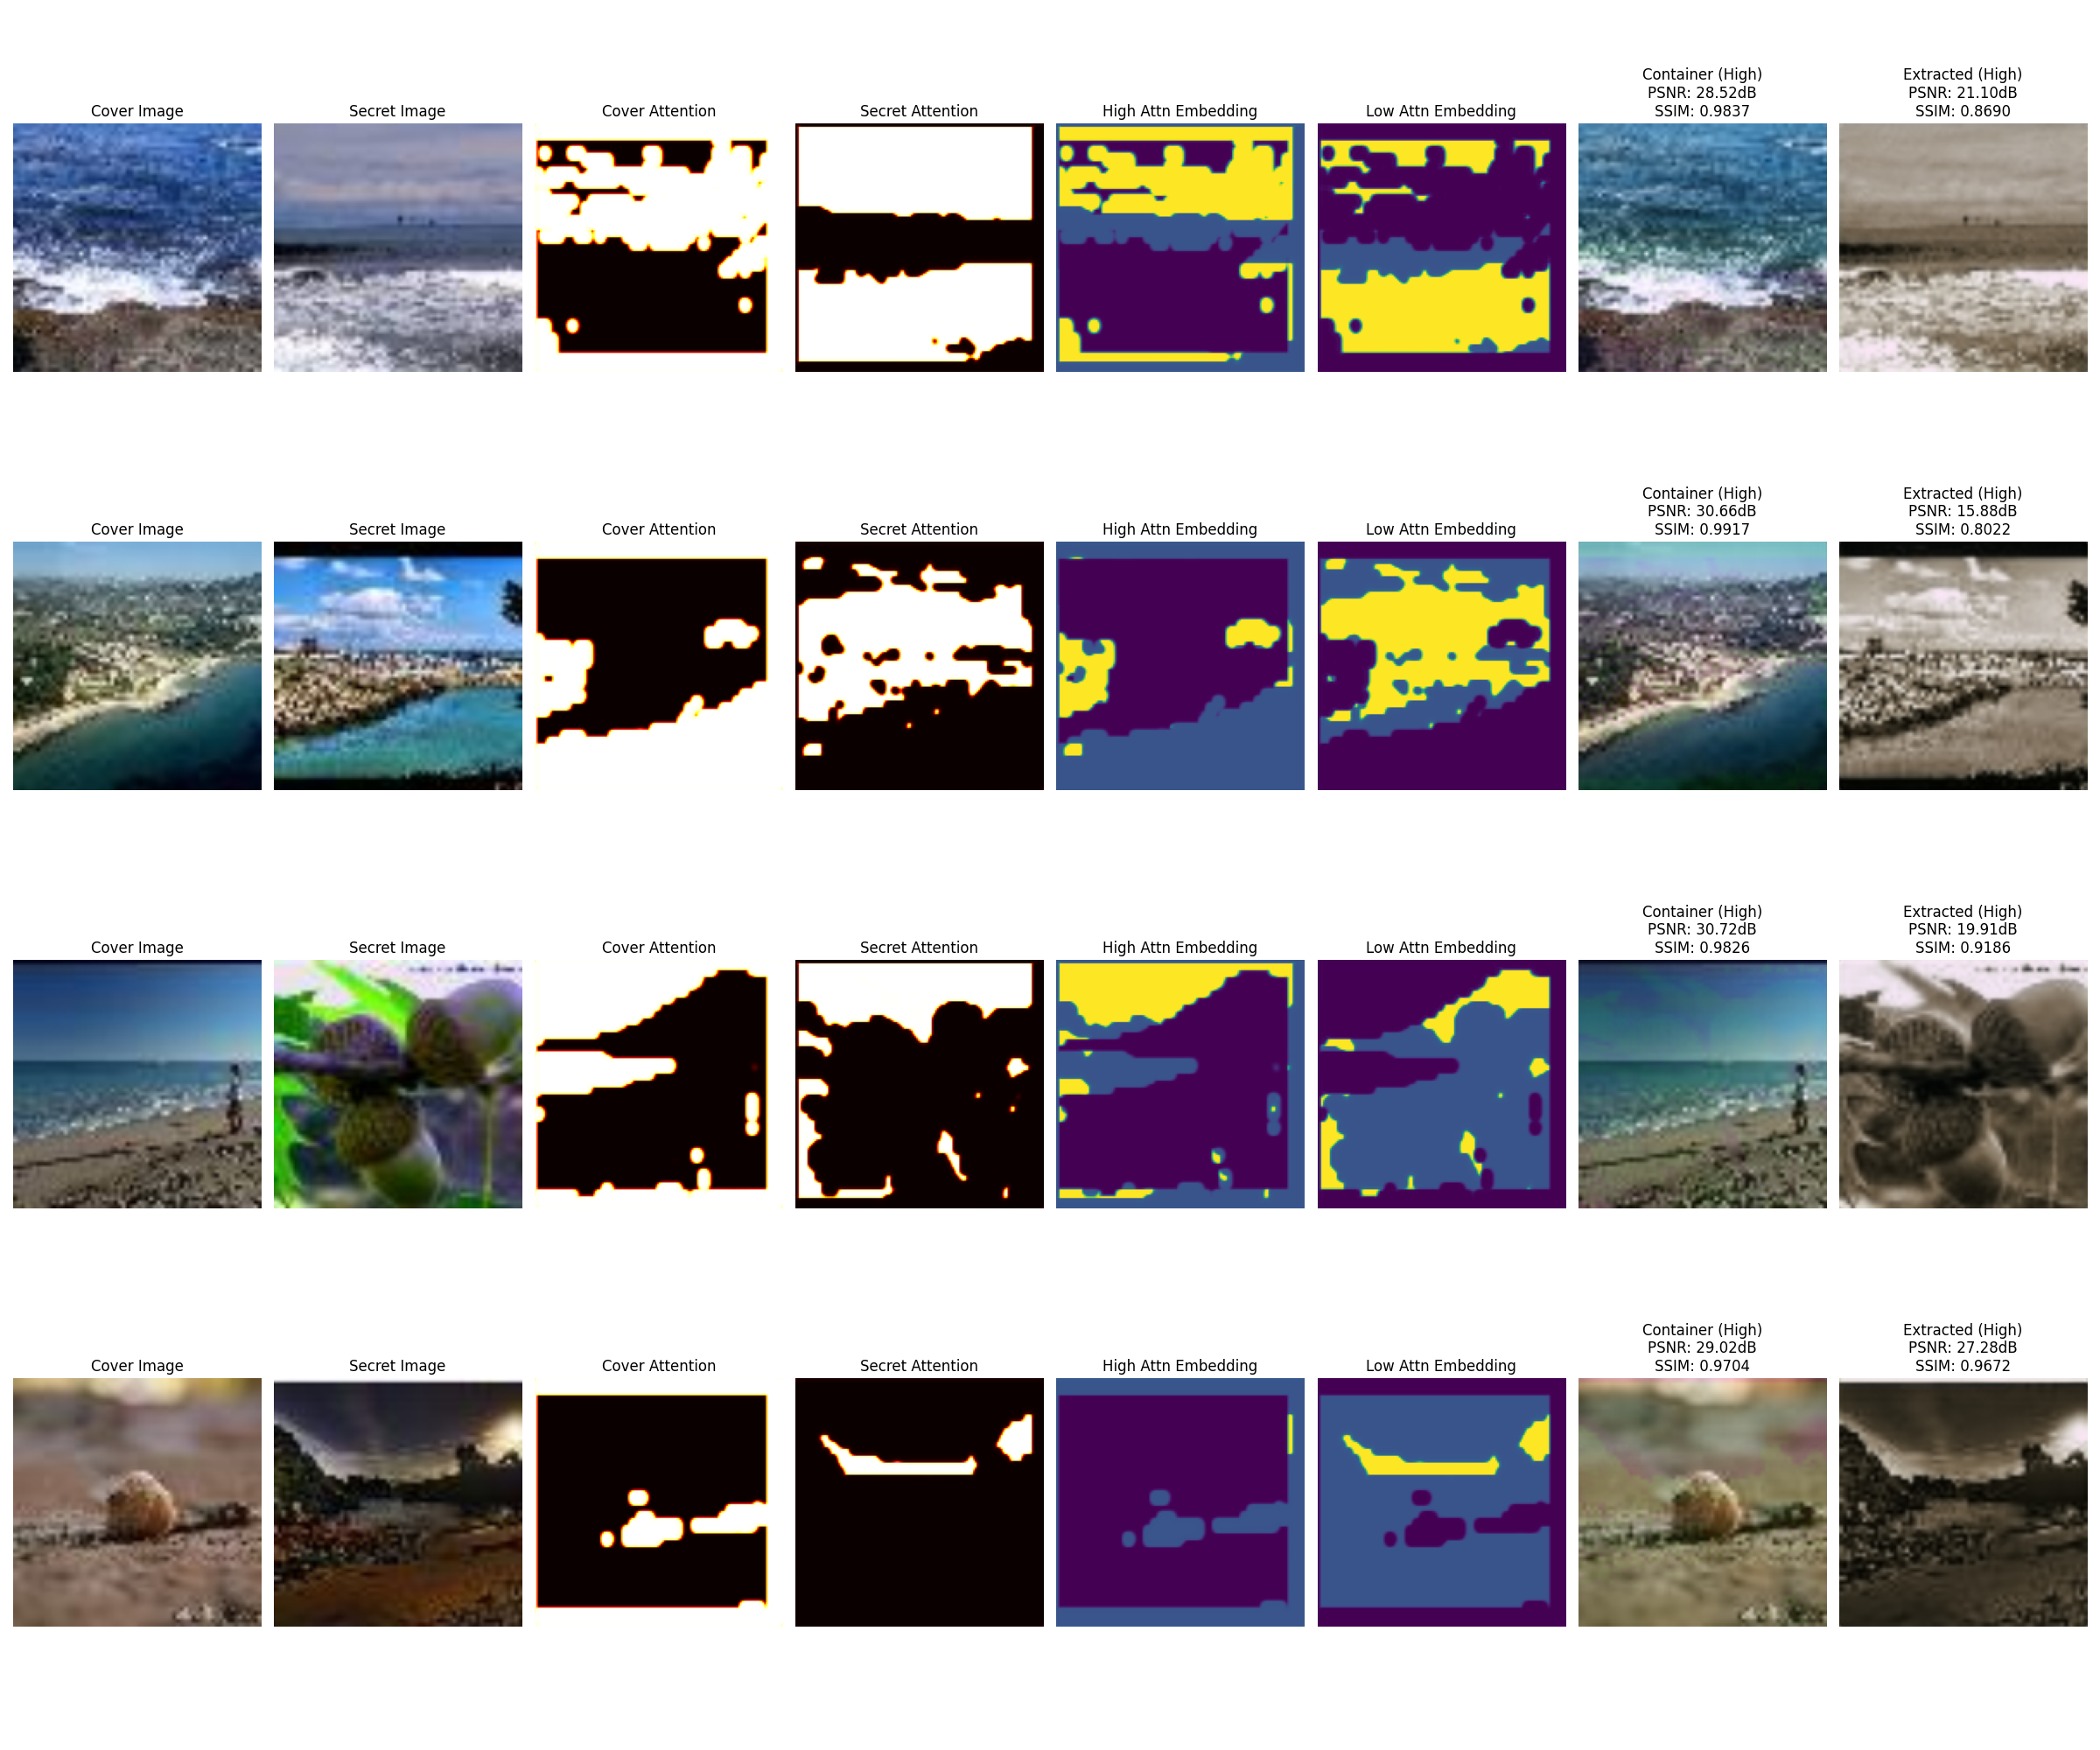 Container (High)
PSNR: 28.52dB
SSIM: 0.9837
Extracted (High)
PSNR: 21.10dB
SSIM: 0.8690
Cover Image
Secret Image
Cover Attention
Secret Attention
High Attn Embedding
Low Attn Embedding
Container (High)
PSNR: 30.66dB
SSIM: 0.9917
Extracted (High)
PSNR: 15.88dB
SSIM: 0.8022
Cover Image
Secret Image
Cover Attention
Secret Attention
High Attn Embedding
Low Attn Embedding
Container (High)
PSNR: 30.72dB
SSIM: 0.9826
Extracted (High)
PSNR: 19.91dB
SSIM: 0.9186
Cover Image
Secret Image
Cover Attention
Secret Attention
High Attn Embedding
Low Attn Embedding
Container (High)
PSNR: 29.02dB
SSIM: 0.9704
Extracted (High)
PSNR: 27.28dB
SSIM: 0.9672
Cover Image
Secret Image
Cover Attention
Secret Attention
High Attn Embedding
Low Attn Embedding